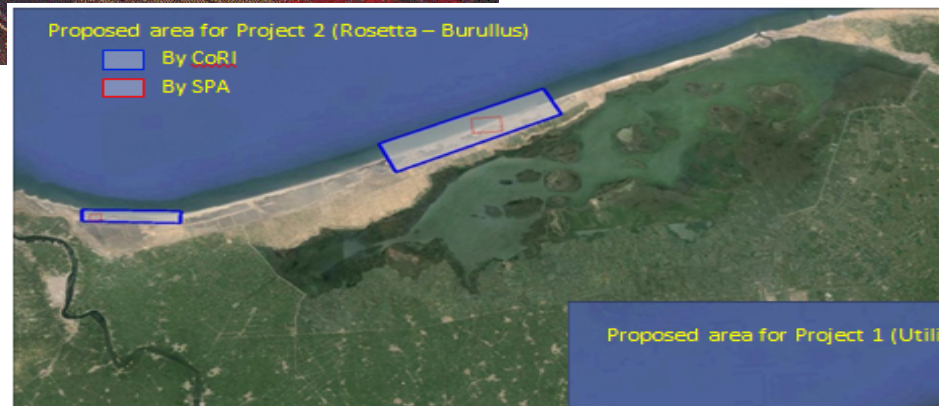 Proposed area for Project 2 (Rosetta – Burullus)
By CoRI
By SPA
Proposed area for Project 1 (Utili